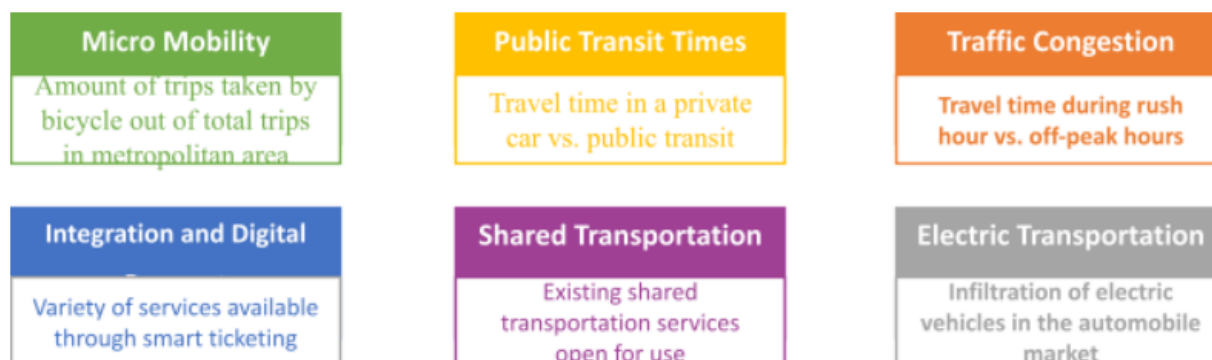 Micro Mobility
Amount of trips taken by
bicycle out of total trips
in metropolitan area
Public Transit Times
Travel time in a private
car vs. public transit
Traffic Congestion
Travel time during rush
hour vs. off-peak hours
Integration and Digital
Variety of services available
through smart ticketing
Shared Transportation
Existing shared
transportation services
open for use
Electric Transportation
Infiltration of electric
vehicles in the automobile
market